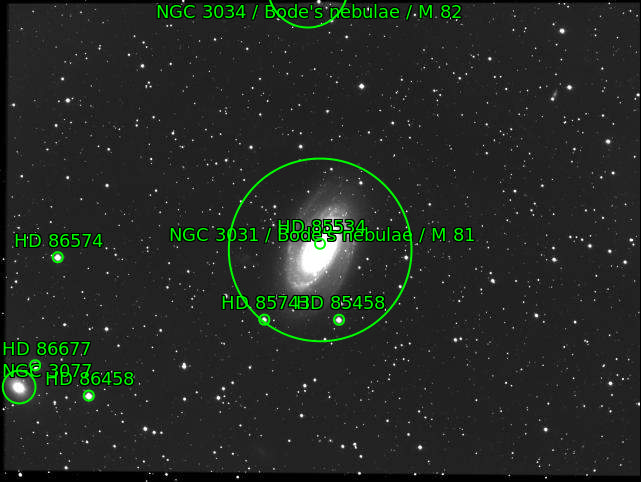 NGC 3034 / Bode's nebulae / M 82
HD 85534
NGC 3031 / Bode's nebulae / M 81
HD 86574
HD 85743
HD 85458
HD 86677
NGC 3077
HD 86458